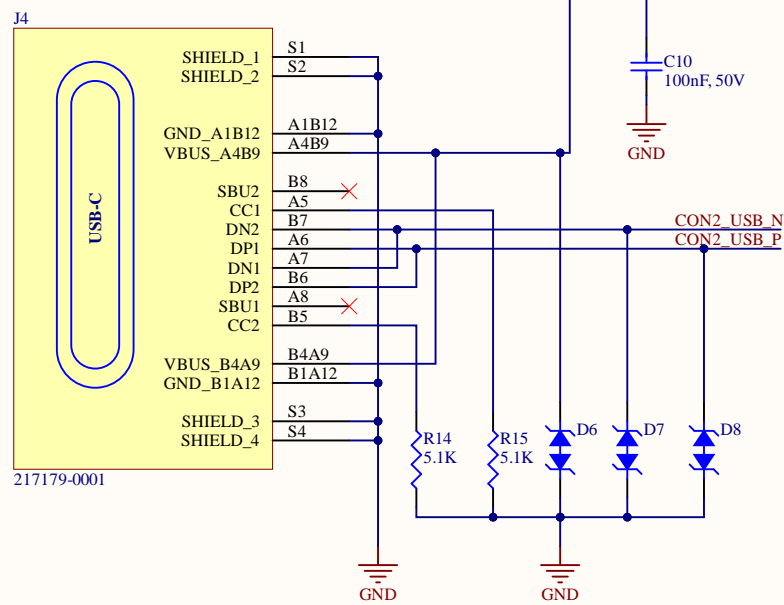 J4
SHIELD_1 S1
SHIELD_2 S2
C10
100nF, 50V
GND
GND_A1B12 A1B12
VBUS_A4B9 A4B9
SBU2 B8
CC1 A5
DN2 B7
CON2_USB_N
DP1 A6
CON2_USB_P
DN1 A7
DP2 B6
SBU1 A8
CC2 B5
USB-C
VBUS_B4A9 B4A9
GND_B1A12 B1A12
SHIELD_3 S3
SHIELD_4 S4
R14
5.1K
R15
5.1K
D6
D7
D8
217179-0001
GND
GND